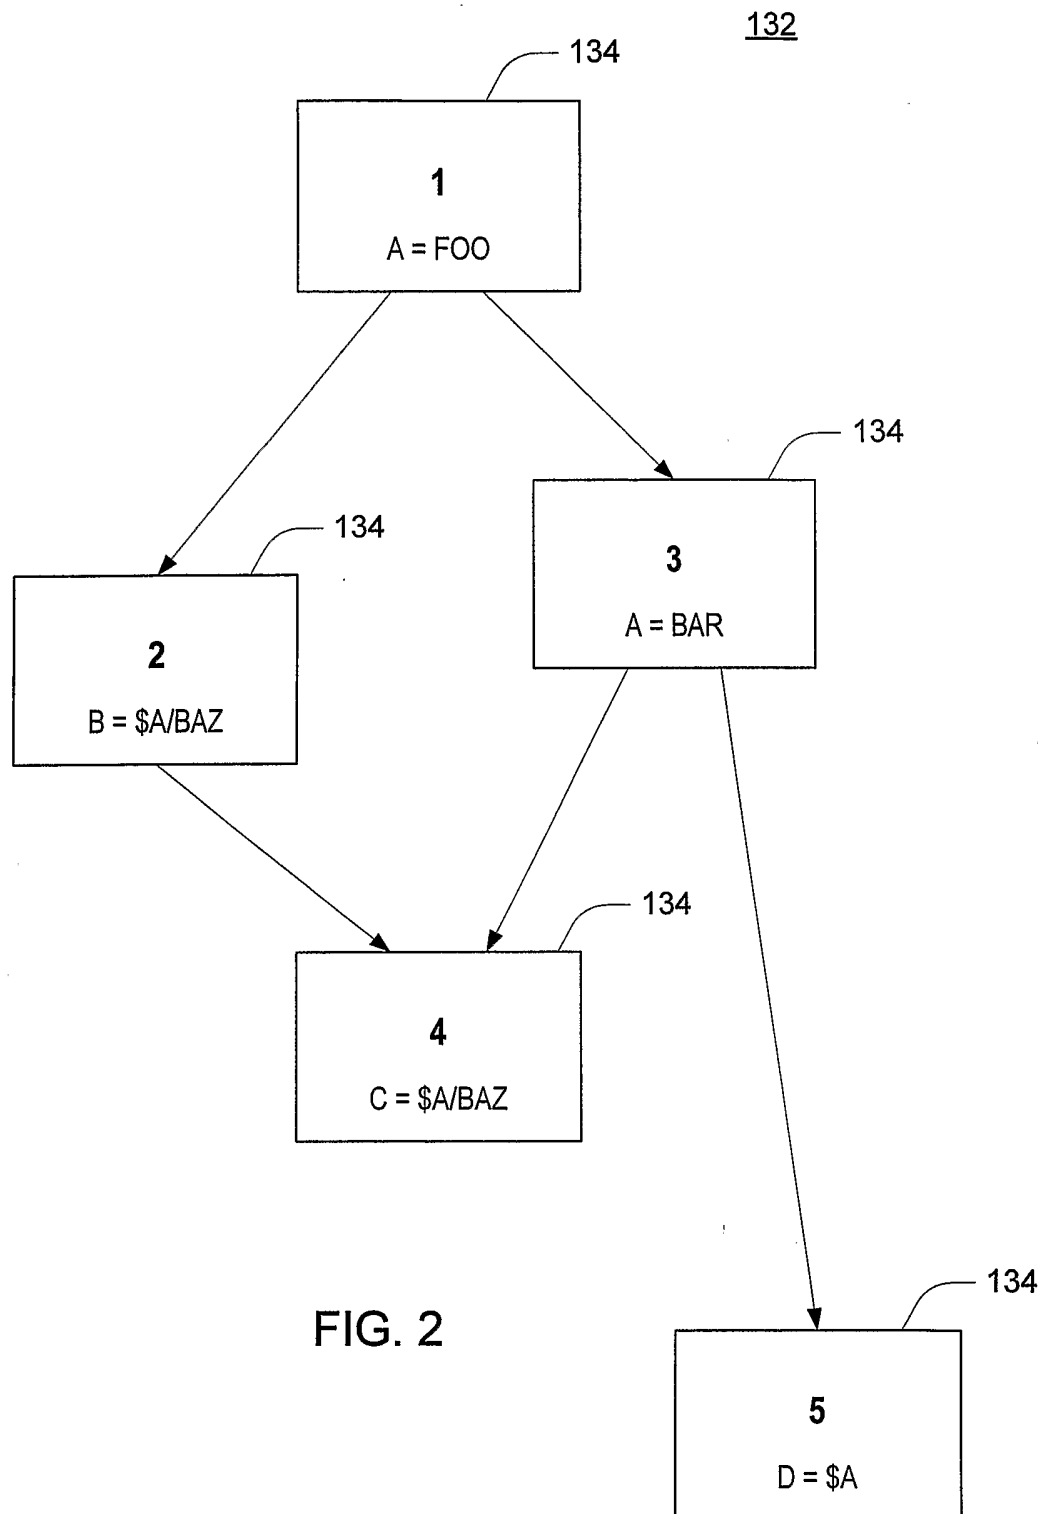 132
134
1
A = FOO
134
3
A = BAR
134
2
B = $A/BAZ
134
4
C = $A/BAZ
134
FIG. 2
5
D = $A